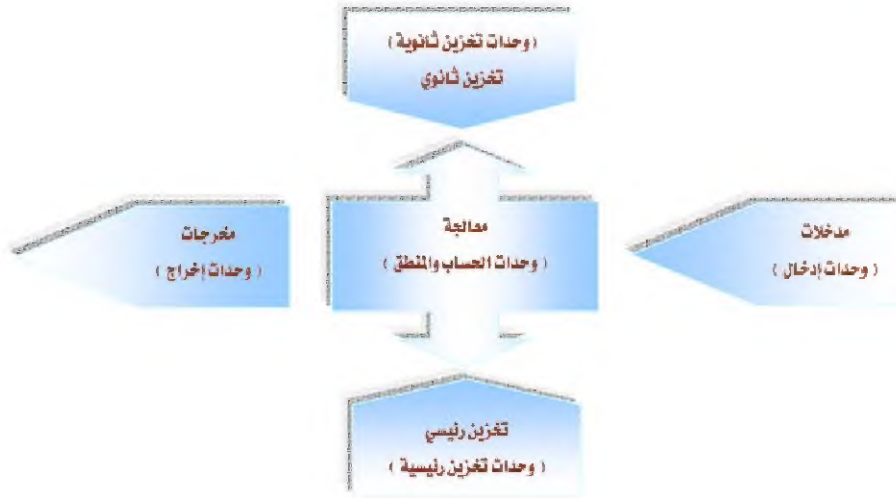 ( وحدات تخزين ثانوية )
تخزين ثانوي
مدخلات
( وحدات إدخال )
معالجة
( وحدات الحساب والمنطق )
مخرجات
( وحدات إخراج )
تخزين رئيسي
( وحدات تخزين رئيسية )